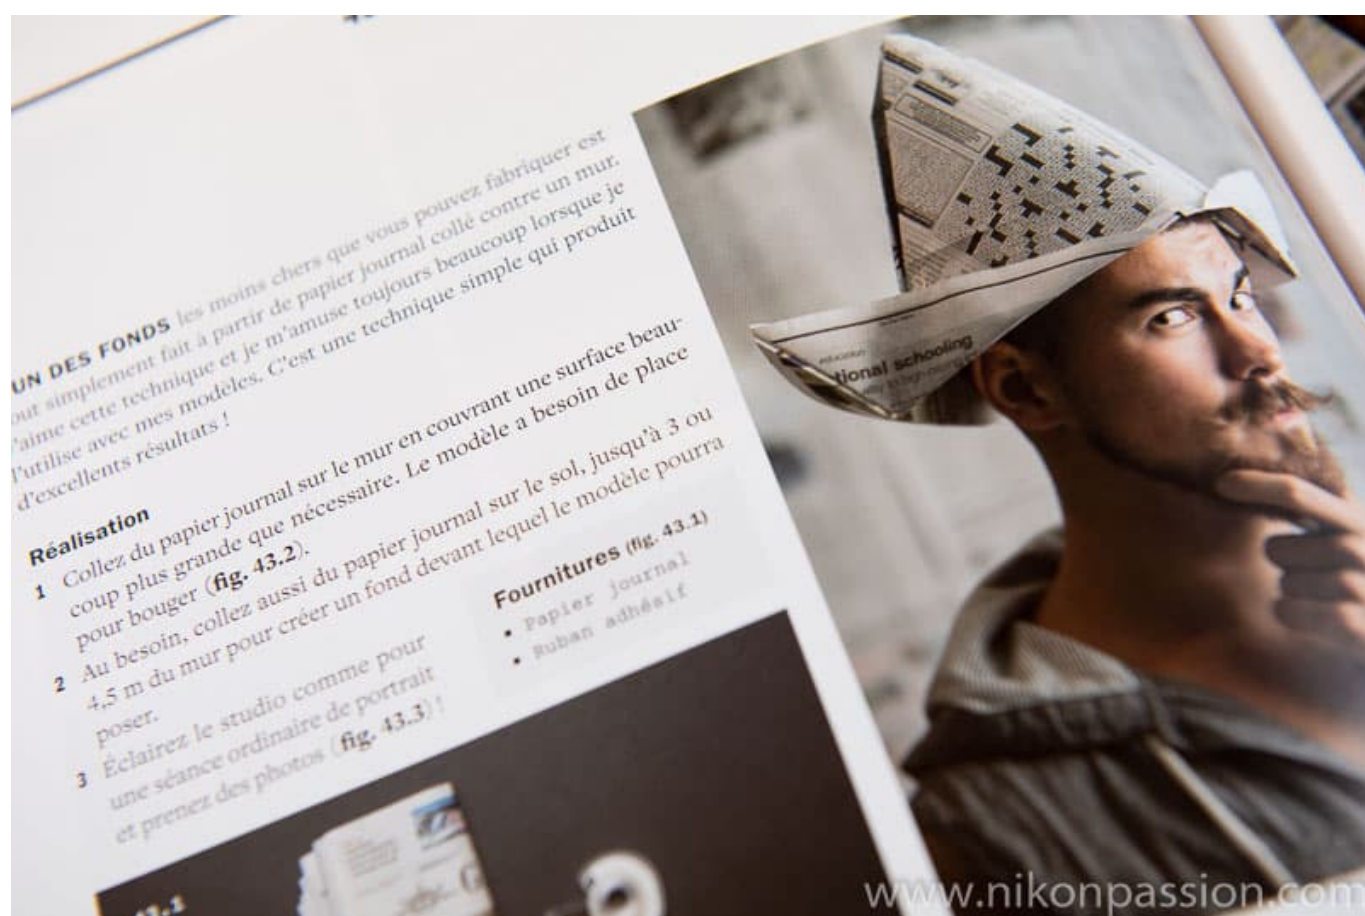 UN DES FONDS les moins chers que vous pouvez fabriquer est
out simplement fait à partir de papier journal collé contre un mur.
J'aime cette technique et je m'amuse toujours beaucoup lorsque je
l'utilise avec mes modèles. C'est une technique simple qui produit
d'excellents résultats !
Réalisation
1 Collez du papier journal sur le mur en couvrant une surface beau-
coup plus grande que nécessaire. Le modèle a besoin de place
pour bouger (fig. 43.2).
2 Au besoin, collez aussi du papier journal sur le sol, jusqu'à 3 ou
4,5 m du mur pour créer un fond devant lequel le modèle pourra
poser.
3 Éclairez le studio comme pour
une séance ordinaire de portrait
et prenez des photos (fig. 43.3) !
Fournitures (fig. 43.1)
• Papier journal
• Ruban adhésif
43.1
education
tional schooling
www.nikonpassion.com